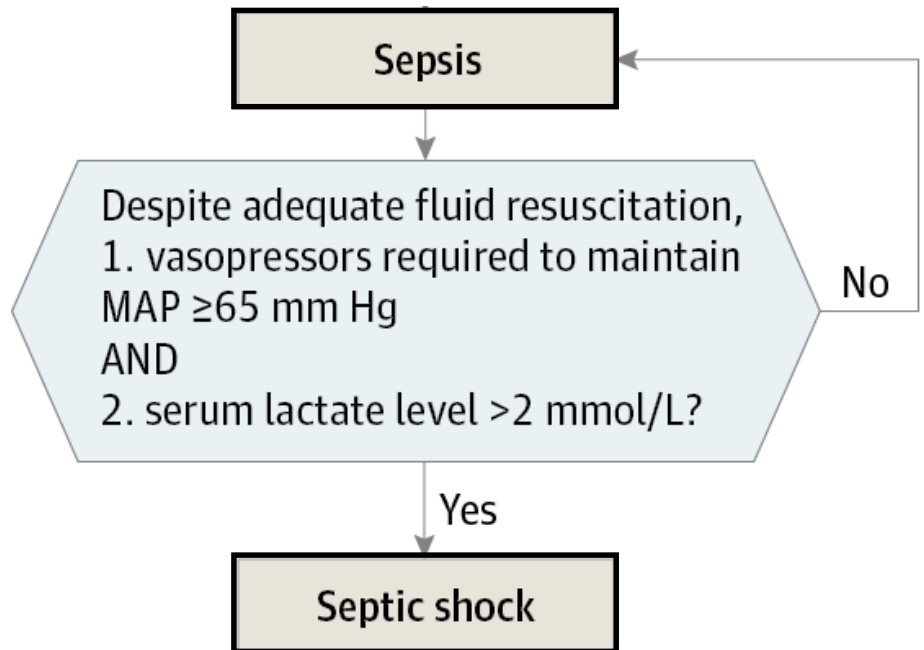 Sepsis
Despite adequate fluid resuscitation,
1. vasopressors required to maintain
MAP ≥65 mm Hg
AND
2. serum lactate level >2 mmol/L?
No
Yes
Septic shock